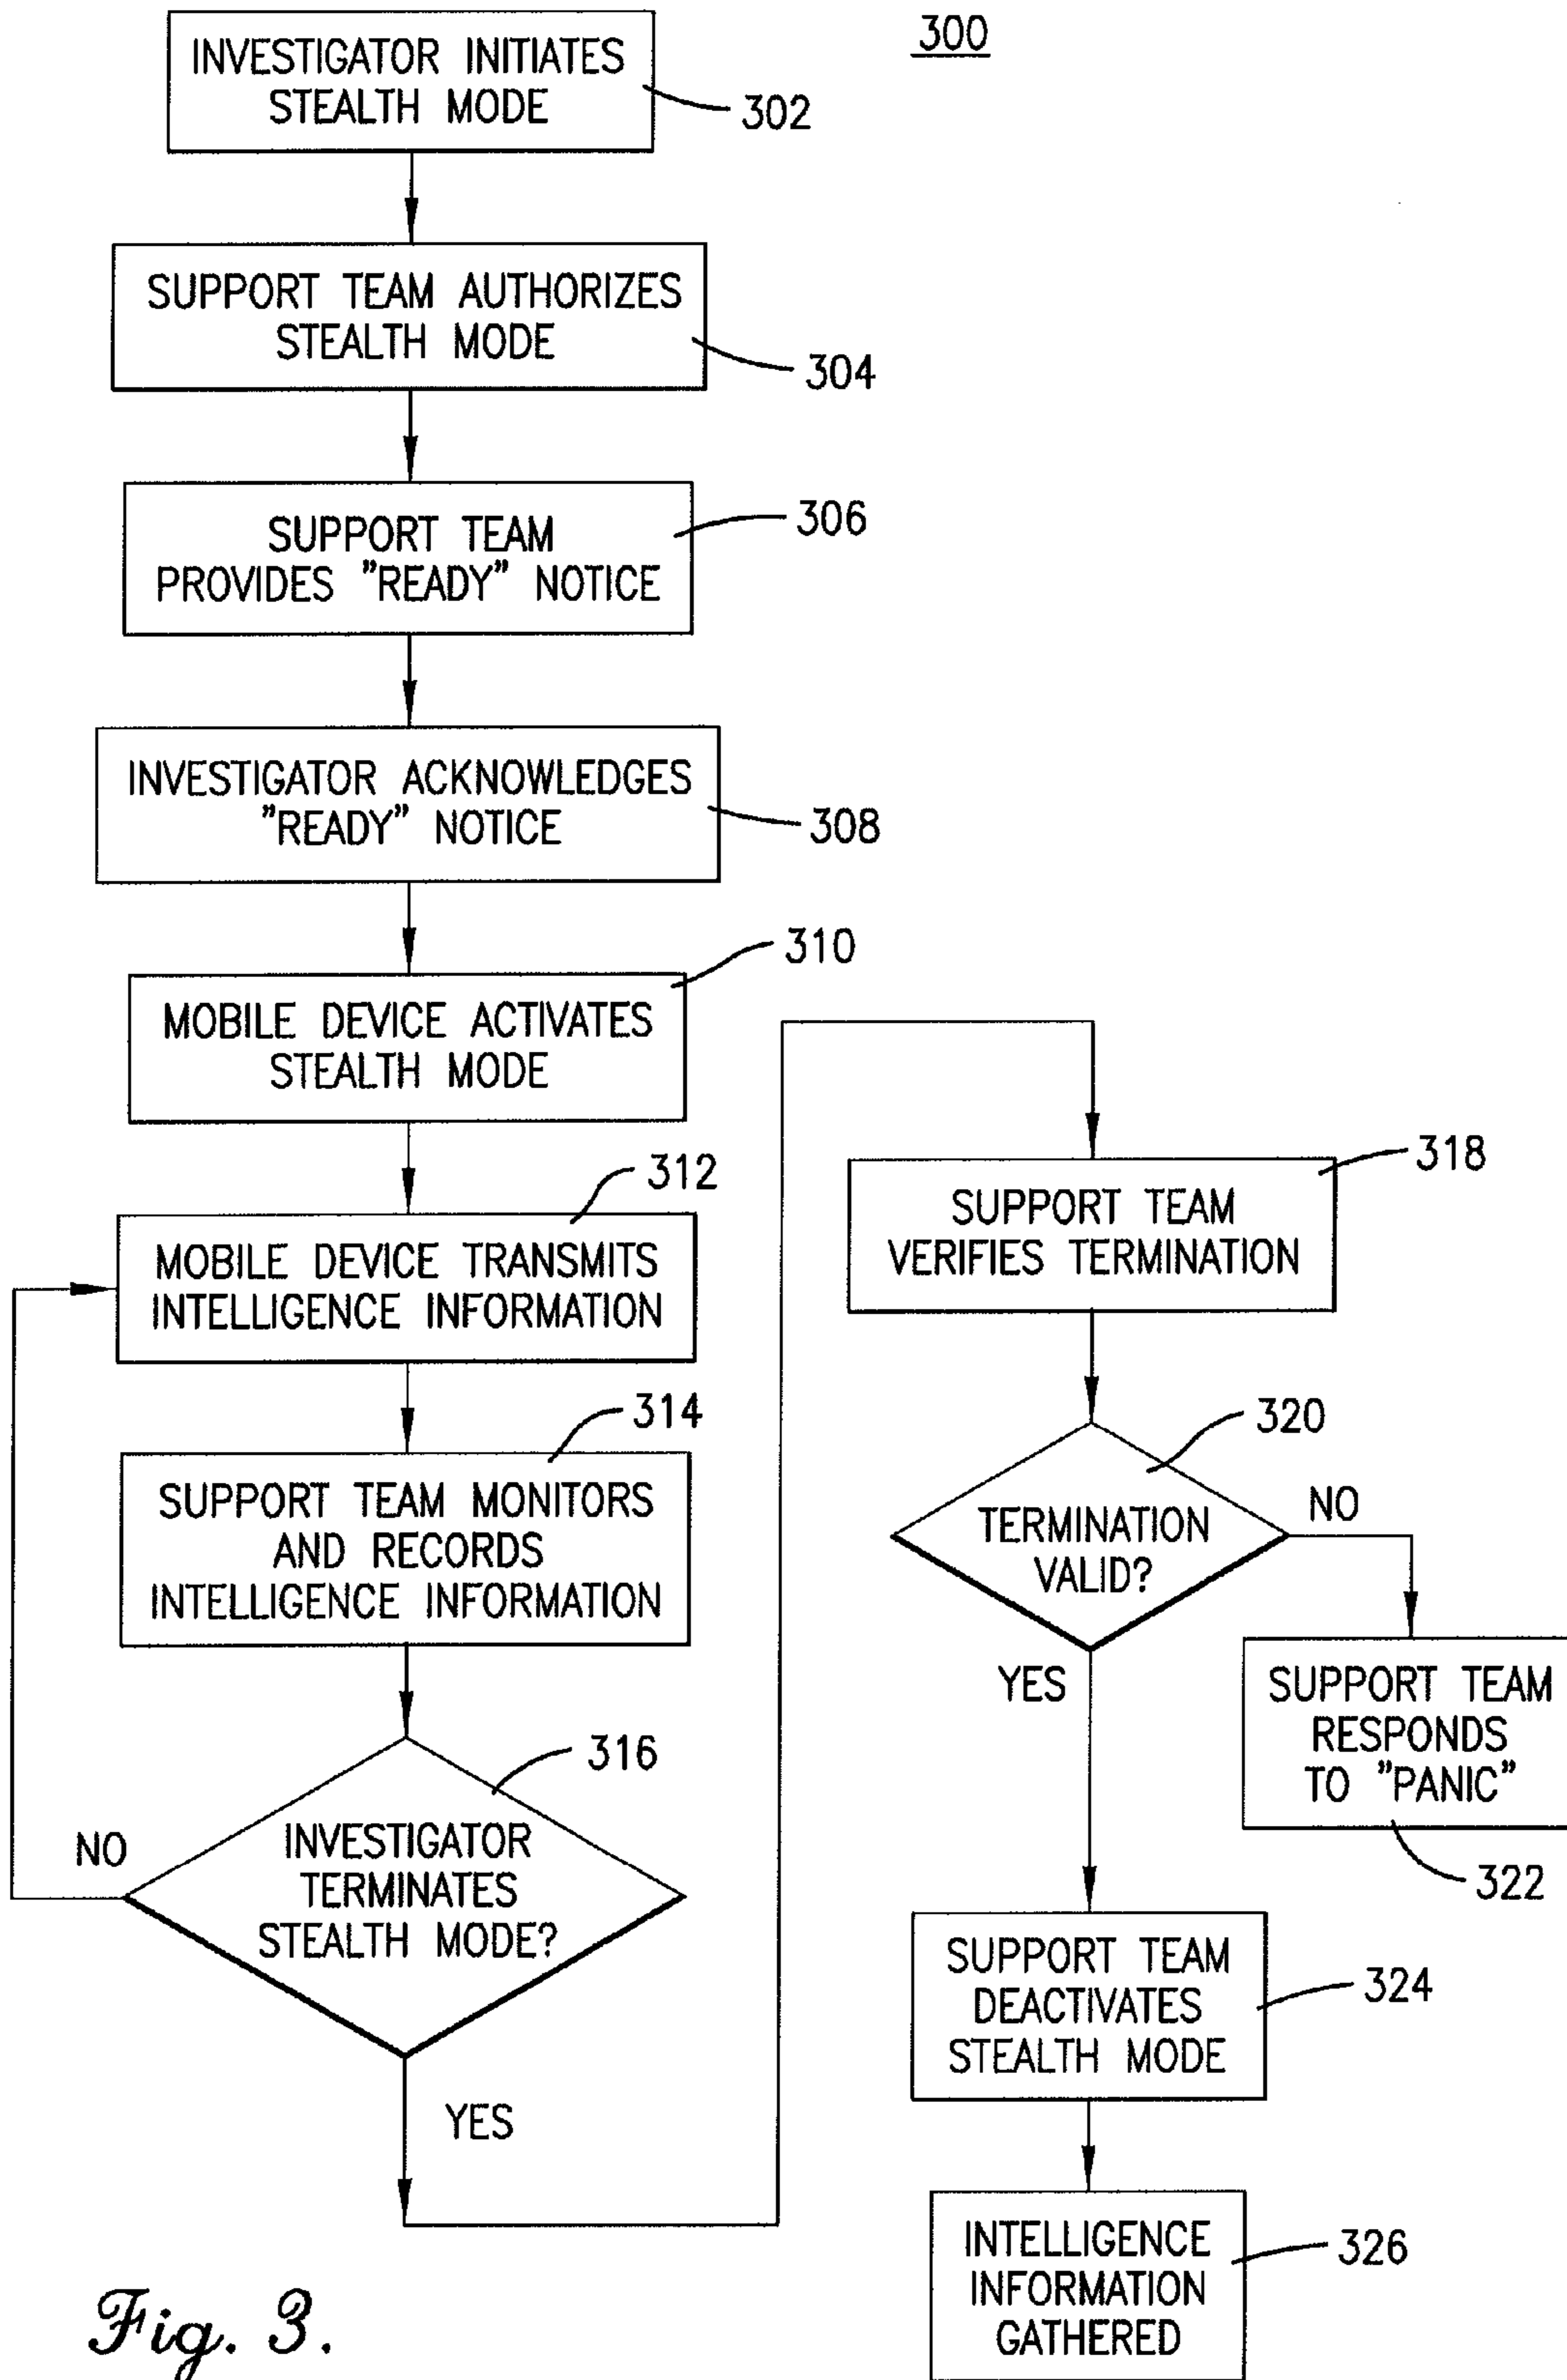 300
INVESTIGATOR INITIATES
STEALTH MODE
302
SUPPORT TEAM AUTHORIZES
STEALTH MODE
304
SUPPORT TEAM
PROVIDES "READY" NOTICE
306
INVESTIGATOR ACKNOWLEDGES
"READY" NOTICE
308
MOBILE DEVICE ACTIVATES
STEALTH MODE
310
MOBILE DEVICE TRANSMITS
INTELLIGENCE INFORMATION
312
SUPPORT TEAM MONITORS
AND RECORDS
INTELLIGENCE INFORMATION
314
INVESTIGATOR
TERMINATES
STEALTH MODE?
316
NO
YES
SUPPORT TEAM
VERIFIES TERMINATION
318
TERMINATION
VALID?
320
NO
YES
SUPPORT TEAM
RESPONDS
TO "PANIC"
322
SUPPORT TEAM
DEACTIVATES
STEALTH MODE
324
INTELLIGENCE
INFORMATION
GATHERED
326
Fig. 3.